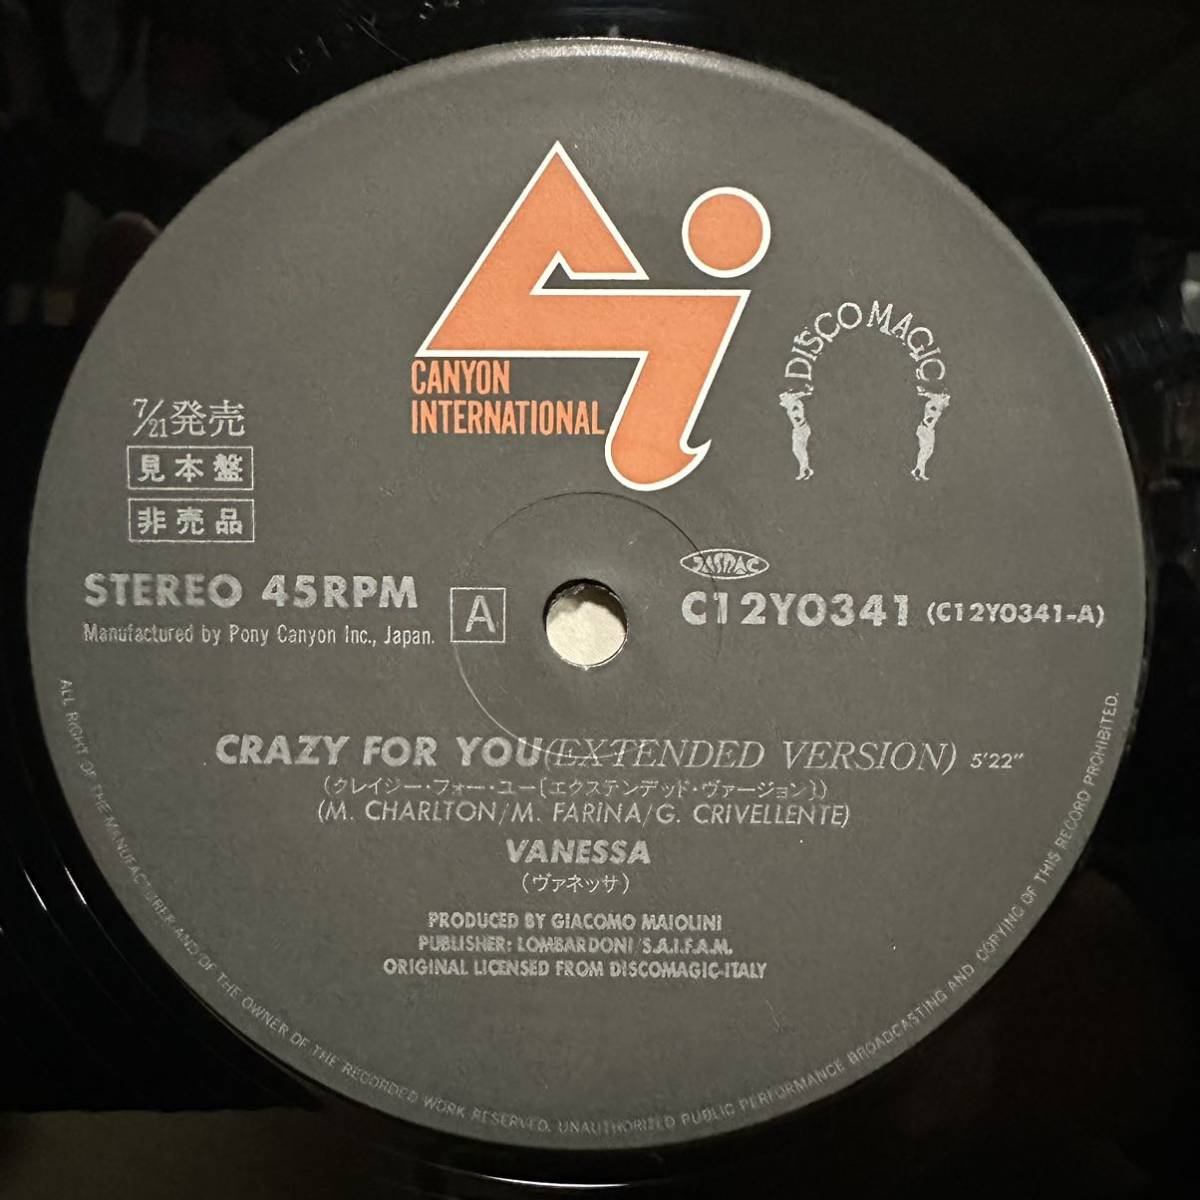 DISCO MAGIC
CANYON
INTERNATIONAL
7/21発売
見本盤
非売品
JASRAC
STEREO 45RPM
A
C12Y0341 (C12Y0341-A)
Manufactured by Pony Canyon Inc., Japan.
CRAZY FOR YOU (EXTENDED VERSION) 5'22"
(クレイジー・フォー・ユー〔エクステンデッド・ヴァージョン〕)
(M. CHARLTON/M. FARINA/G. CRIVELLENTE)
VANESSA
(ヴァネッサ)
PRODUCED BY GIACOMO MAIOLINI
PUBLISHER: LOMBARDONI/S.A.I.F.A.M.
ORIGINAL LICENSED FROM DISCOMAGIC-ITALY
ALL RIGHT OF THE MANUFACTURER AND OF THE OWNER OF THE RECORDED WORK RESERVED. UNAUTHORIZED PUBLIC PERFORMANCE BROADCASTING AND COPYING OF THIS RECORD PROHIBITED.